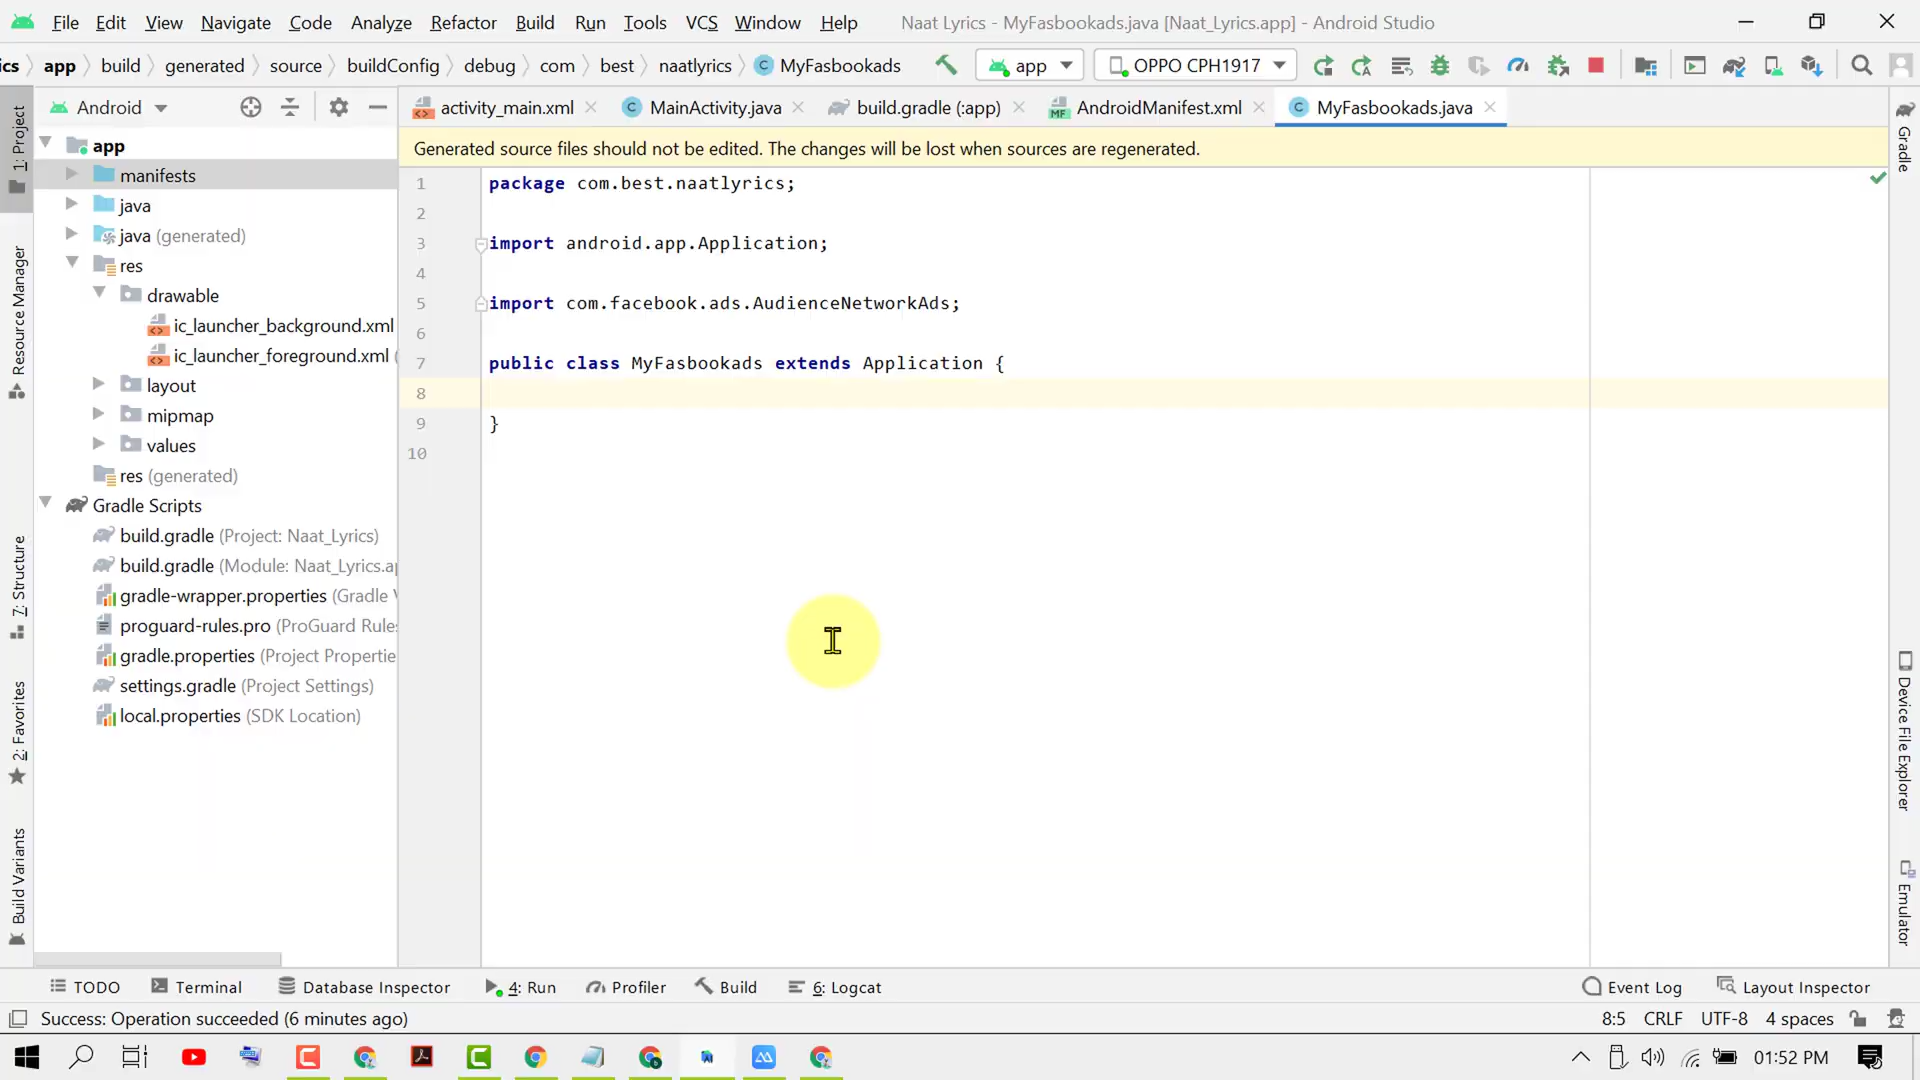 File Edit View Navigate Code Analyze Refactor Build Run Tools VCS Window Help Naat Lyrics - MyFasbookads.java [Naat_Lyrics.app] - Android Studio
ics app build generated source buildConfig debug com best naatlyrics MyFasbookads app OPPO CPH1917
Android activity_main.xml MainActivity.java build.gradle (:app) AndroidManifest.xml MyFasbookads.java
Generated source files should not be edited. The changes will be lost when sources are regenerated.
1: Project
Resource Manager
7: Structure
2: Favorites
Build Variants
app
manifests
java
java (generated)
res
drawable
ic_launcher_background.xml
ic_launcher_foreground.xml (
layout
mipmap
values
res (generated)
Gradle Scripts
build.gradle (Project: Naat_Lyrics)
build.gradle (Module: Naat_Lyrics.ap
gradle-wrapper.properties (Gradle V
proguard-rules.pro (ProGuard Rules
gradle.properties (Project Propertie
settings.gradle (Project Settings)
local.properties (SDK Location)
1 package com.best.naatlyrics;
2
3 import android.app.Application;
4
5 import com.facebook.ads.AudienceNetworkAds;
6
7 public class MyFasbookads extends Application {
8
9 }
10
Gradle
Device File Explorer
Emulator
TODO Terminal Database Inspector 4: Run Profiler Build 6: Logcat Event Log Layout Inspector
Success: Operation succeeded (6 minutes ago) 8:5 CRLF UTF-8 4 spaces
01:52 PM